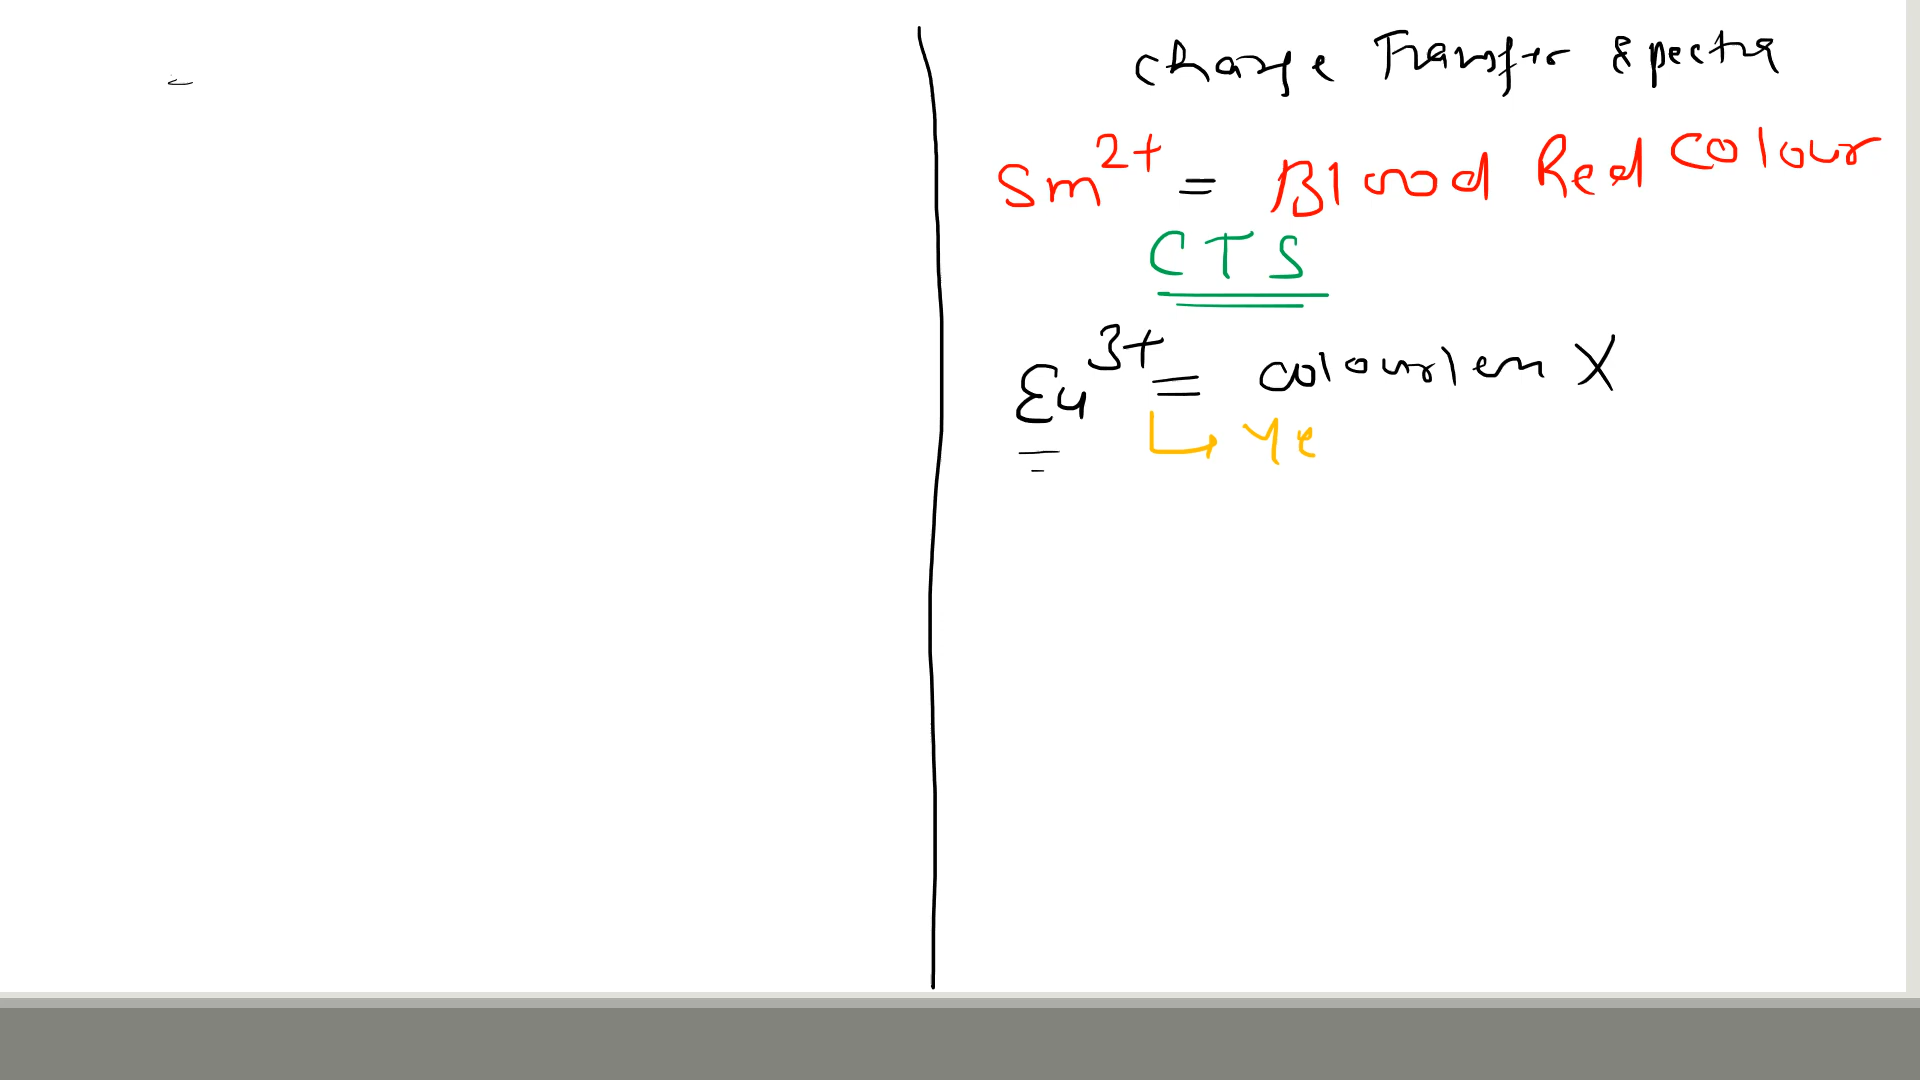 Charge Transfer Spectra
Sm²⁺ = Blood Red Colour
CTS
Eu³⁺ = colourless X
↳ Ye